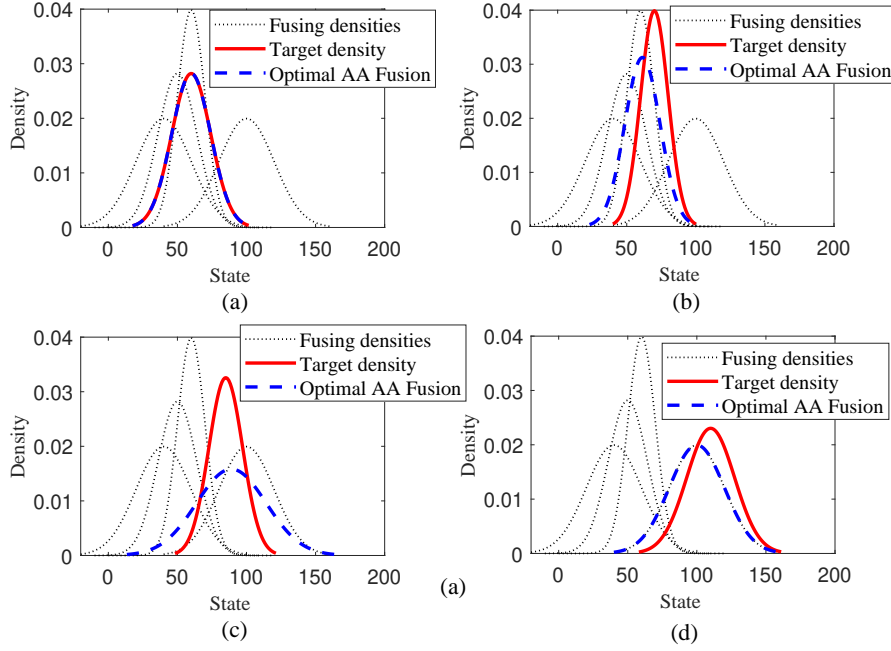 0.04
0.03
0.02
0.01
0
Density
Fusing densities
Target density
Optimal AA Fusion
0
50
100
150
200
State
(a)
0.04
0.03
0.02
0.01
0
Density
Fusing densities
Target density
Optimal AA Fusion
0
50
100
150
200
State
(b)
0.04
0.03
0.02
0.01
0
Density
Fusing densities
Target density
Optimal AA Fusion
0
50
100
150
200
State
(c)
(a)
0.04
0.03
0.02
0.01
0
Density
Fusing densities
Target density
Optimal AA Fusion
0
50
100
150
200
State
(d)